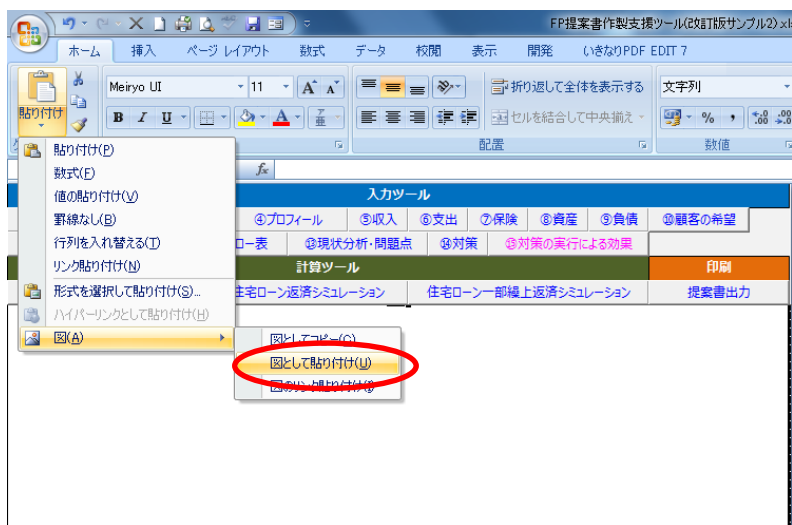 FP提案書作製支援ツール(改訂版サンプル2).xls
ホーム 挿入 ページ レイアウト 数式 データ 校閲 表示 開発 いきなりPDF EDIT 7
貼り付け
Meiryo UI 11 A A
折り返して全体を表示する
文字列
B I U
A
セルを結合して中央揃え
% ,
配置
数値
貼り付け(P)
数式(F)
値の貼り付け(V)
罫線なし(B)
行列を入れ替える(T)
リンク貼り付け(N)
形式を選択して貼り付け(S)...
ハイパーリンクとして貼り付け(H)
図(A)
図としてコピー(C)
図として貼り付け(U)
図のリンク貼り付け(I)
fx
入力ツール
④プロフィール ⑤収入 ⑥支出 ⑦保険 ⑧資産 ⑨負債 ⑩顧客の希望
ロー表 ⑬現状分析・問題点 ⑭対策
対策の実行による効果
計算ツール 印刷
住宅ローン返済シミュレーション 住宅ローン一部繰上返済シミュレーション 提案書出力